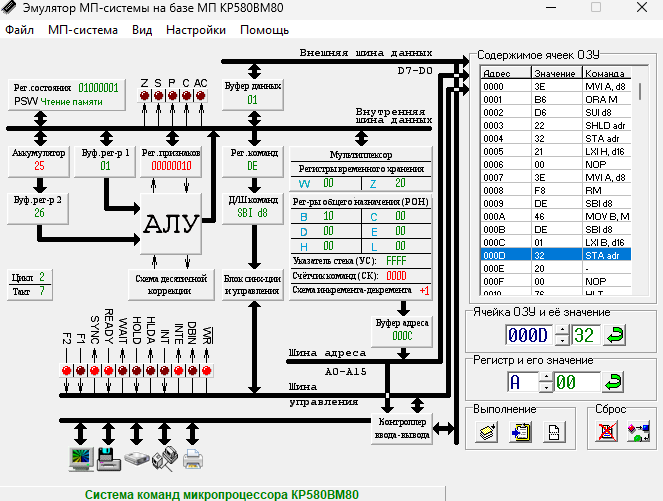 Эмулятор МП-системы на базе МП КР580ВМ80
Файл МП-система Вид Настройки Помощь
Внешняя шина данных
D7-D0
Рег.состояния 01000001
PSW Чтение памяти
Z S P C AC
Буфер данных
01
Внутренняя
шина данных
Аккумулятор
25
Буф.рег-р 1
01
Рег.признаков
00000010
Рег.команд
DE
Мультиплексор
Регистры временного хранения
W 00 Z 20
Буф.рег-р 2
26
АЛУ
Д/Ш команд
SBI d8
Рег-ры общего назначения (РОН)
B 10 C 00
D 00 E 00
H 00 L 00
Указатель стека (УС): FFFF
Счётчик команд (СК): 000D
Схема инкремента-декремента +1
Цикл 2
Такт 7
Схема десятичной
коррекции
Блок синх-ции
и управления
Буфер адреса
000C
F2 F1 SYNC READY WAIT HOLD HLDA INT INTE DBIN WR
Шина адреса
A0-A15
Шина
управления
Контроллер
ввода-вывода
Содержимое ячеек ОЗУ
Адрес Значение Команда
0000 3E MVI A, d8
0001 B6 ORA M
0002 D6 SUI d8
0003 22 SHLD adr
0004 32 STA adr
0005 21 LXI H, d16
0006 00 NOP
0007 3E MVI A, d8
0008 F8 RM
0009 DE SBI d8
000A 46 MOV B, M
000B DE SBI d8
000C 01 LXI B, d16
000D 32 STA adr
000E 20 -
000F 00 NOP
0010 76 HLT
Ячейка ОЗУ и её значение
000D 32
Регистр и его значение
A 00
Выполнение
Сброс
Система команд микропроцессора КР580ВМ80